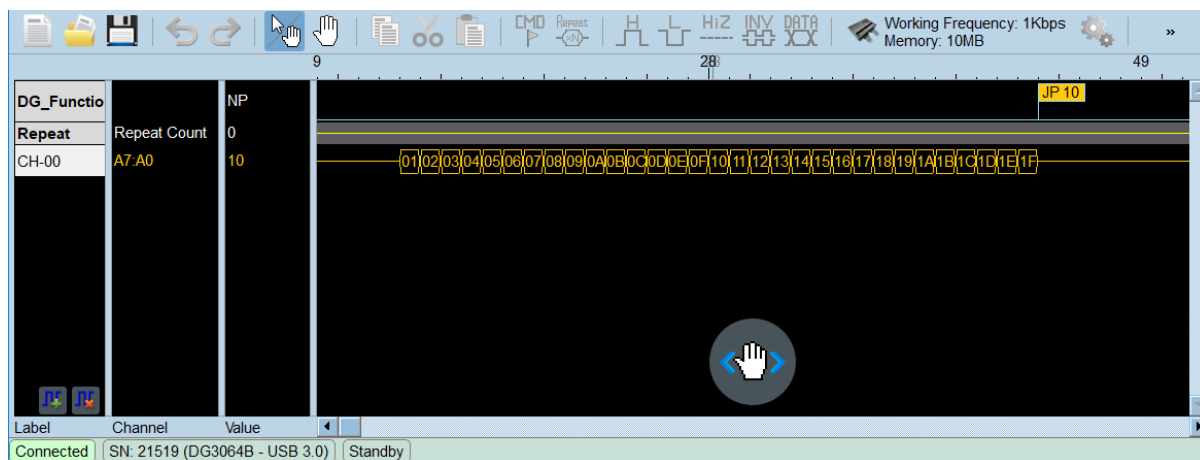 CMD Repeat xN H L HiZ INV DATA Working Frequency: 1Kbps
Memory: 10MB »
9 28 49
DG_Functio NP JP 10
Repeat Repeat Count 0
CH-00 A7:A0 10 01 02 03 04 05 06 07 08 09 0A 0B 0C 0D 0E 0F 10 11 12 13 14 15 16 17 18 19 1A 1B 1C 1D 1E 1F
Label Channel Value
Connected SN: 21519 (DG3064B - USB 3.0) Standby